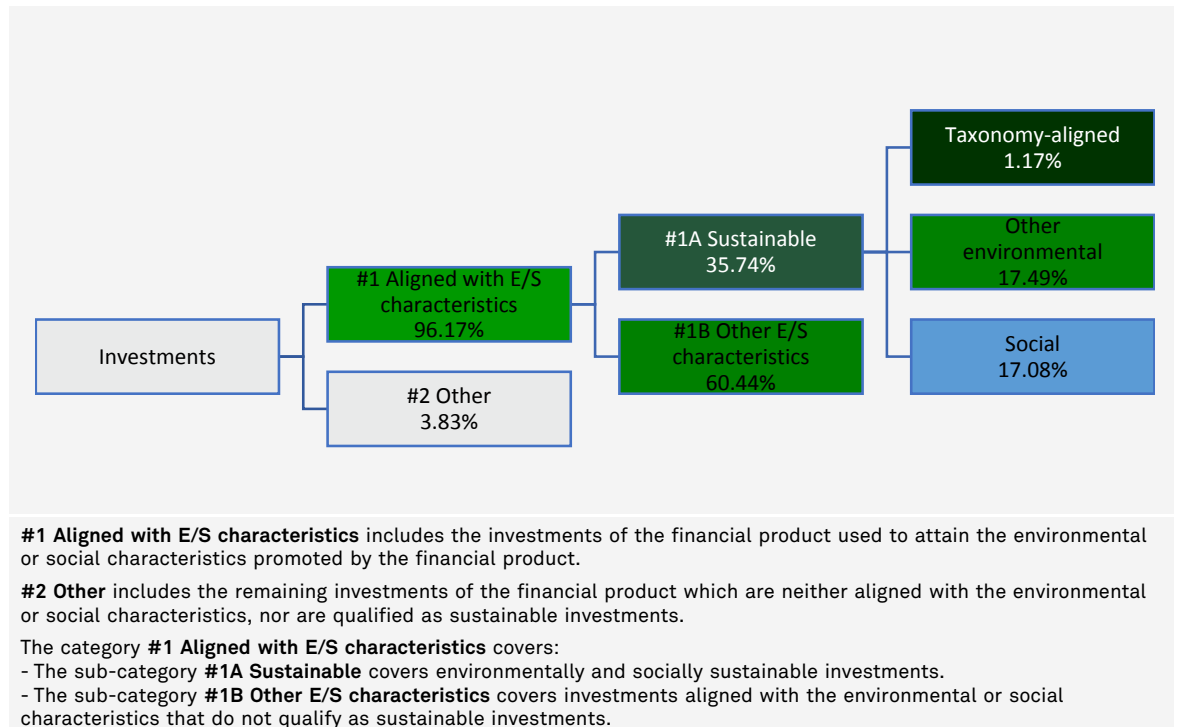 Taxonomy-aligned
1.17%
#1A Sustainable
35.74%
Other
environmental
17.49%
#1 Aligned with E/S
characteristics
96.17%
Investments
#1B Other E/S
characteristics
60.44%
Social
17.08%
#2 Other
3.83%
#1 Aligned with E/S characteristics includes the investments of the financial product used to attain the environmental
or social characteristics promoted by the financial product.
#2 Other includes the remaining investments of the financial product which are neither aligned with the environmental
or social characteristics, nor are qualified as sustainable investments.
The category #1 Aligned with E/S characteristics covers:
- The sub-category #1A Sustainable covers environmentally and socially sustainable investments.
- The sub-category #1B Other E/S characteristics covers investments aligned with the environmental or social
characteristics that do not qualify as sustainable investments.